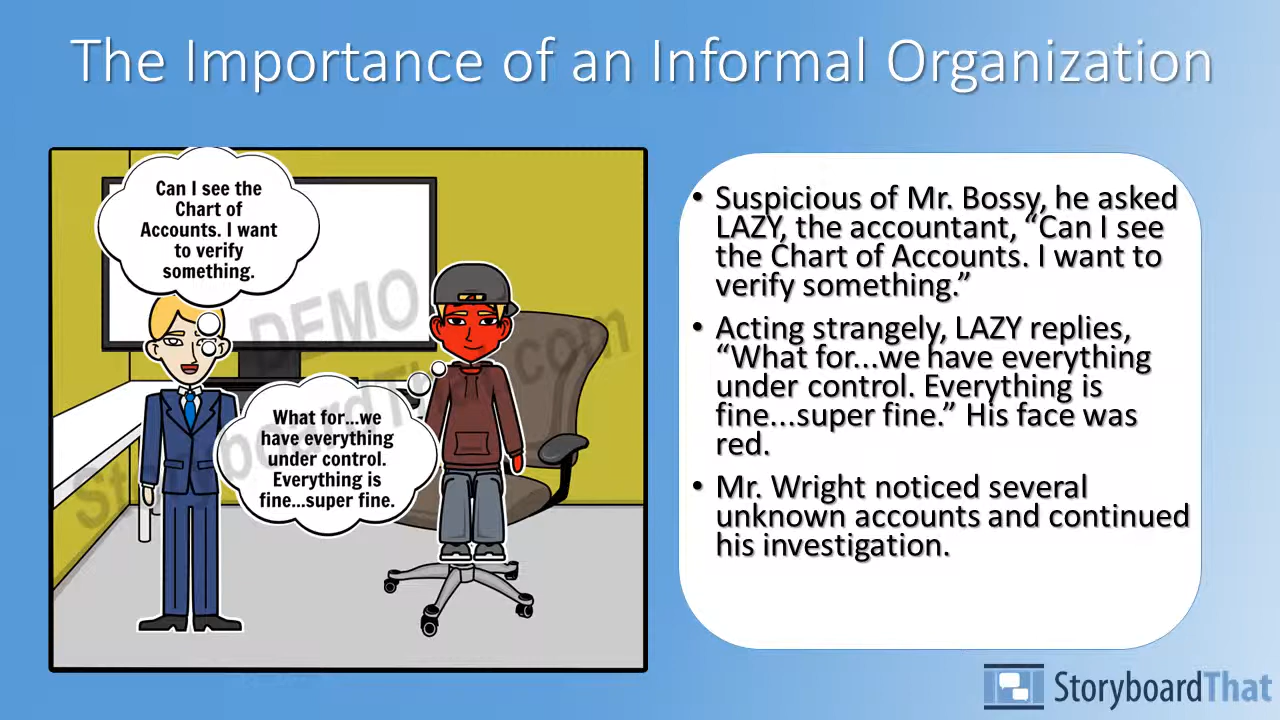 The Importance of an Informal Organization
Can I see the
Chart of
Accounts. I want
to verify
something.
What for...we
have everything
under control.
Everything is
fine...super fine.
• Suspicious of Mr. Bossy, he asked
LAZY, the accountant, “Can I see
the Chart of Accounts. I want to
verify something.”
• Acting strangely, LAZY replies,
“What for...we have everything
under control. Everything is
fine...super fine.” His face was
red.
• Mr. Wright noticed several
unknown accounts and continued
his investigation.
DEMO
StoryboardThat